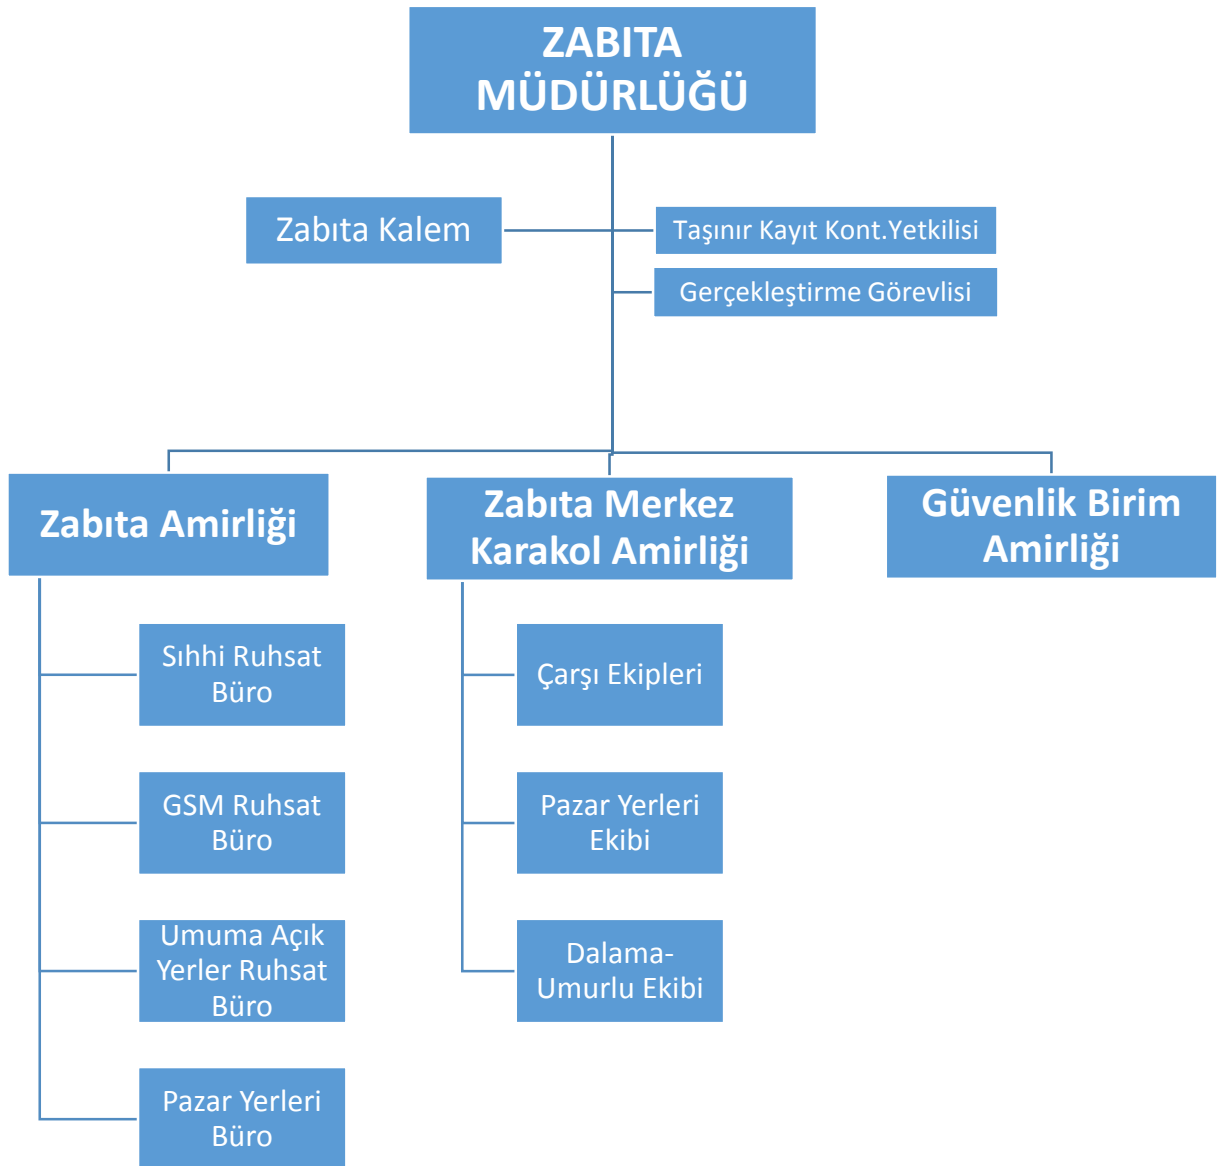 ZABITA
MÜDÜRLÜĞÜ
Zabıta Kalem
Taşınır Kayıt Kont.Yetkilisi
Gerçekleştirme Görevlisi
Zabıta Amirliği
Zabıta Merkez
Karakol Amirliği
Güvenlik Birim
Amirliği
Sıhhi Ruhsat
Büro
GSM Ruhsat
Büro
Umuma Açık
Yerler Ruhsat
Büro
Pazar Yerleri
Büro
Çarşı Ekipleri
Pazar Yerleri
Ekibi
Dalama-
Umurlu Ekibi